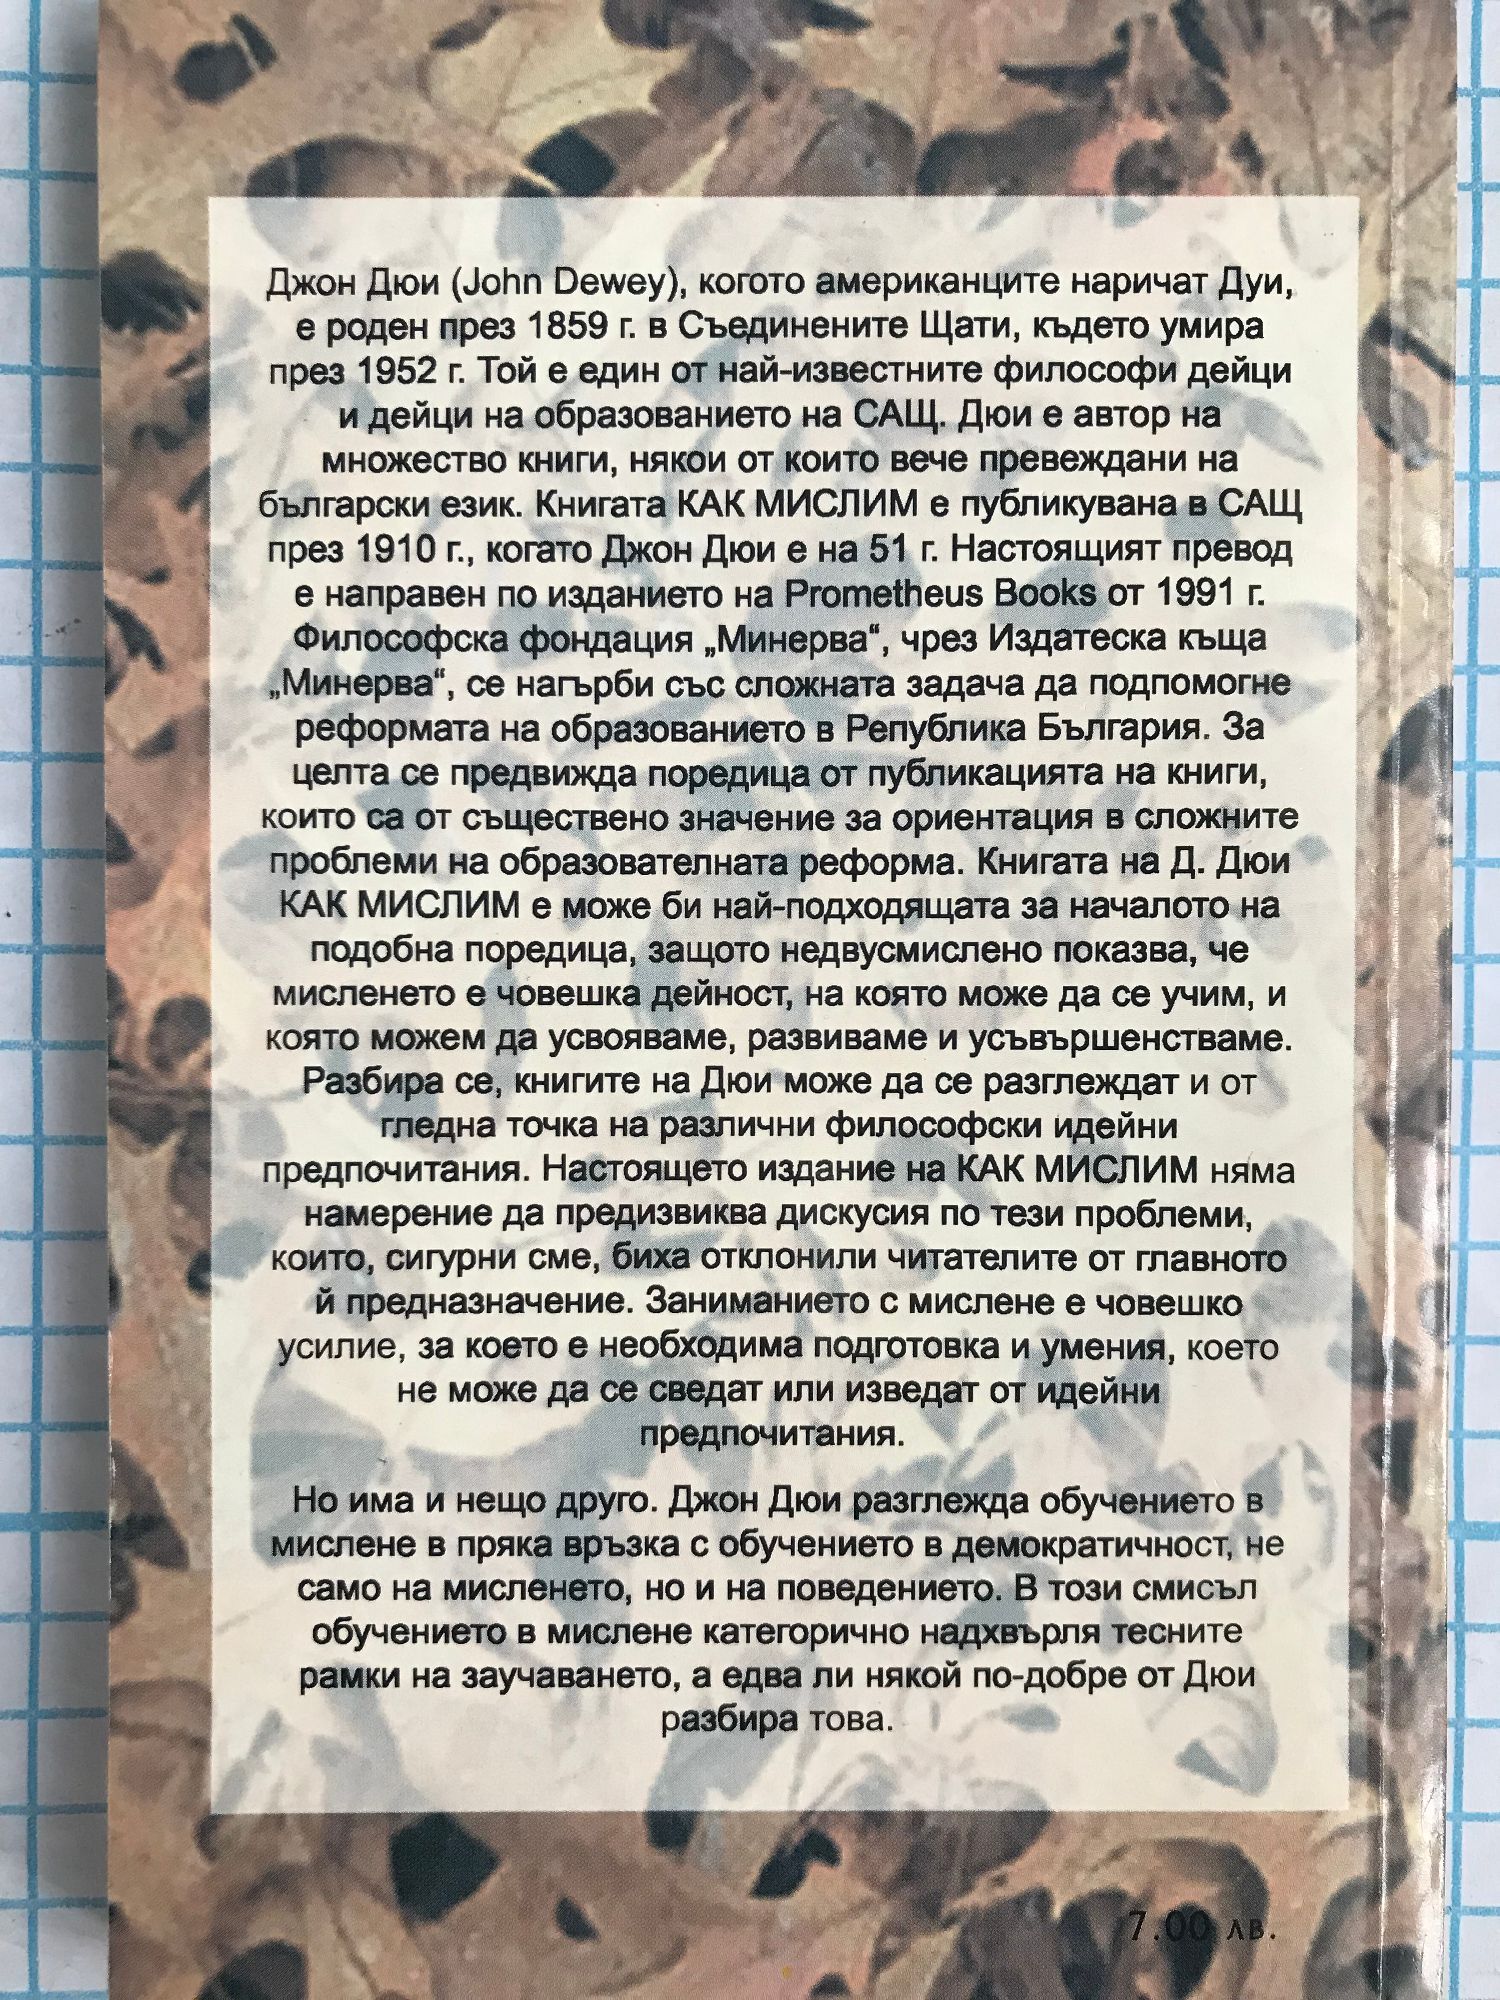 Джон Дюи (John Dewey), когото американците наричат Дуи,
е роден през 1859 г. в Съединените Щати, където умира
през 1952 г. Той е един от най-известните философи дейци
и дейци на образованието на САЩ. Дюи е автор на
множество книги, някои от които вече превеждани на
български език. Книгата КАК МИСЛИМ е публикувана в САЩ
през 1910 г., когато Джон Дюи е на 51 г. Настоящият превод
е направен по изданието на Prometheus Books от 1991 г.
Философска фондация „Минерва“, чрез Издатеска къща
„Минерва“, се нагърби със сложната задача да подпомогне
реформата на образованието в Република България. За
целта се предвижда поредица от публикацията на книги,
които са от съществено значение за ориентация в сложните
проблеми на образователната реформа. Книгата на Д. Дюи
КАК МИСЛИМ е може би най-подходящата за началото на
подобна поредица, защото недвусмислено показва, че
мисленето е човешка дейност, на която може да се учим, и
която можем да усвояваме, развиваме и усъвършенстваме.
Разбира се, книгите на Дюи може да се разглеждат и от
гледна точка на различни философски идейни
предпочитания. Настоящето издание на КАК МИСЛИМ няма
намерение да предизвиква дискусия по тези проблеми,
които, сигурни сме, биха отклонили читателите от главното
й предназначение. Заниманието с мислене е човешко
усилие, за което е необходима подготовка и умения, което
не може да се сведат или изведат от идейни
предпочитания.
Но има и нещо друго. Джон Дюи разглежда обучението в
мислене в пряка връзка с обучението в демократичност, не
само на мисленето, но и на поведението. В този смисъл
обучението в мислене категорично надхвърля тесните
рамки на заучаването, а едва ли някой по-добре от Дюи
разбира това.
7.00 лв.